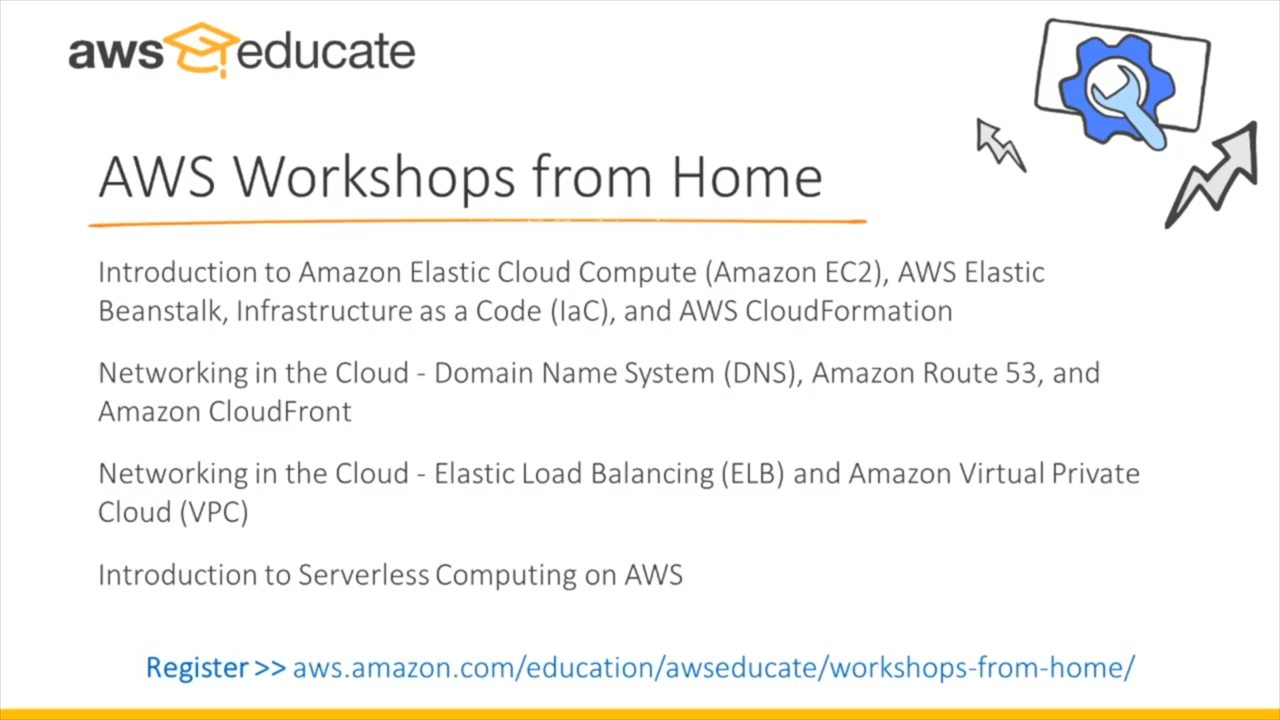 aws educate
AWS Workshops from Home
Introduction to Amazon Elastic Cloud Compute (Amazon EC2), AWS Elastic
Beanstalk, Infrastructure as a Code (IaC), and AWS CloudFormation
Networking in the Cloud - Domain Name System (DNS), Amazon Route 53, and
Amazon CloudFront
Networking in the Cloud - Elastic Load Balancing (ELB) and Amazon Virtual Private
Cloud (VPC)
Introduction to Serverless Computing on AWS
Register >> aws.amazon.com/education/awseducate/workshops-from-home/